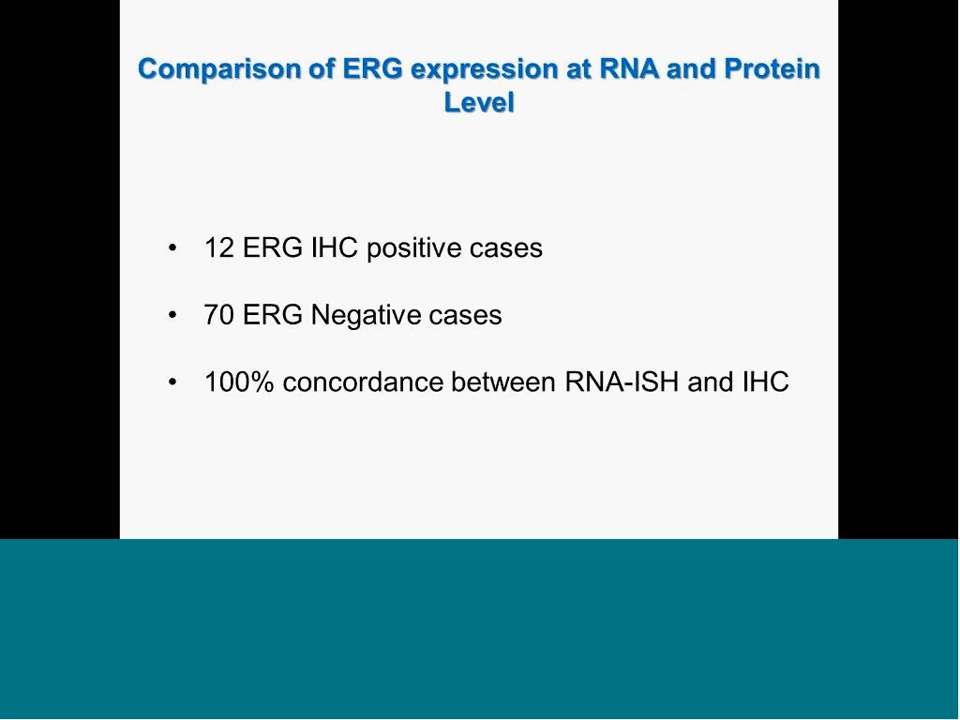 Comparison of ERG expression at RNA and Protein
Level
• 12 ERG IHC positive cases
• 70 ERG Negative cases
• 100% concordance between RNA-ISH and IHC